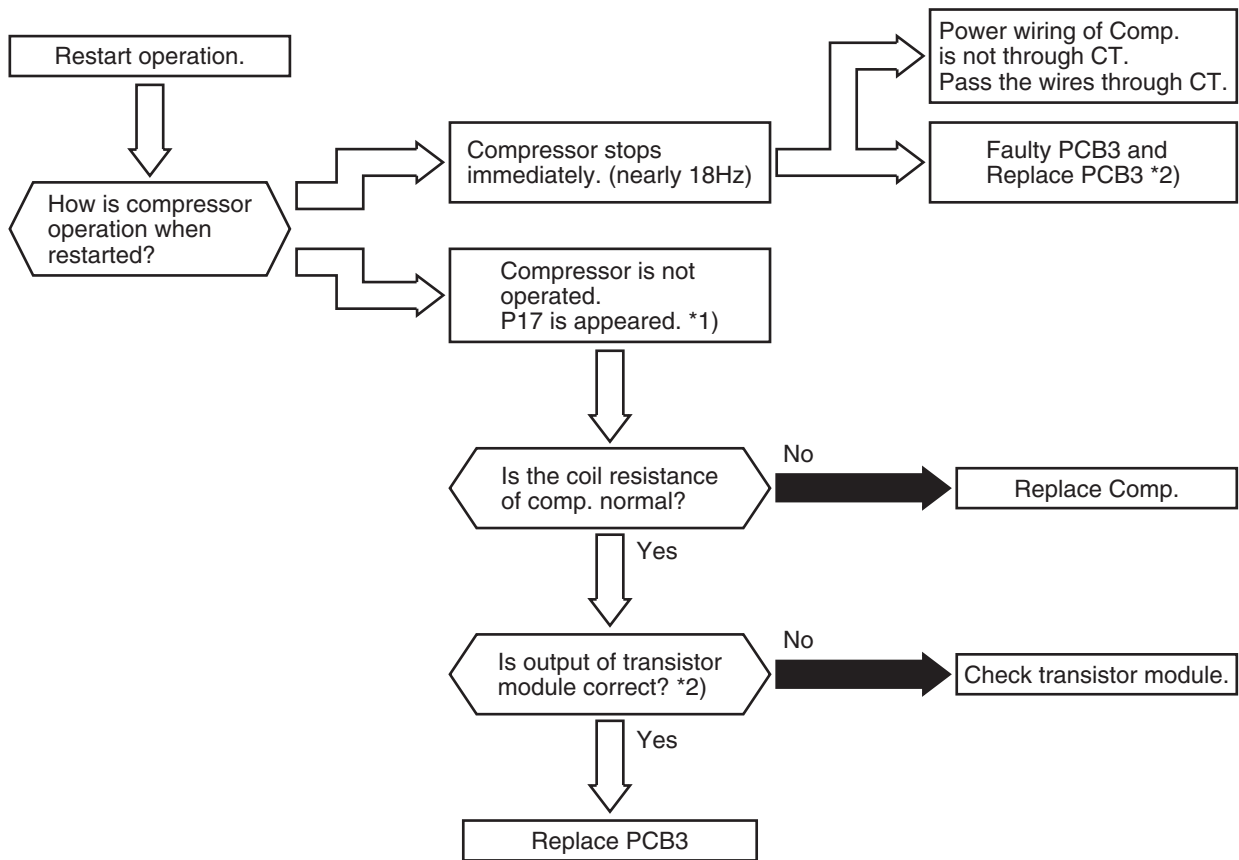 Restart operation.
How is compressor
operation when
restarted?
Compressor stops
immediately. (nearly 18Hz)
Power wiring of Comp.
is not through CT.
Pass the wires through CT.
Faulty PCB3 and
Replace PCB3 *2)
Compressor is not
operated.
P17 is appeared. *1)
Is the coil resistance
of comp. normal?
No
Replace Comp.
Yes
Is output of transistor
module correct? *2)
No
Check transistor module.
Yes
Replace PCB3